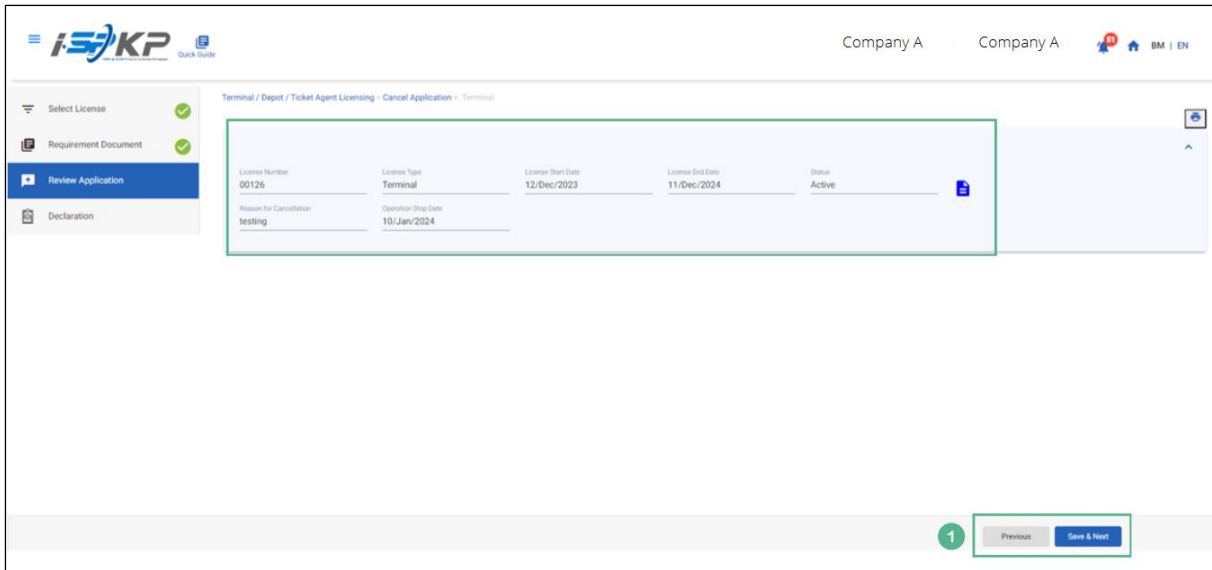 i-SPKP
Quick Guide
Company A
Company A
51
BM | EN
Select License
Requirement Document
Review Application
Declaration
Terminal / Depot / Ticket Agent Licensing > Cancel Application > Terminal
License Number
00126
License Type
Terminal
License Start Date
12/Dec/2023
License End Date
11/Dec/2024
Status
Active
Reason for Cancellation
testing
Operation Stop Date
10/Jan/2024
1
Previous
Save & Next